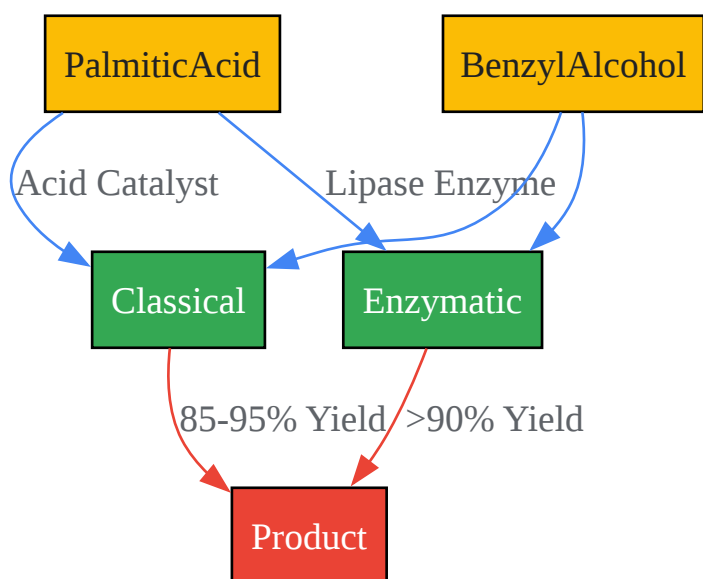 PalmiticAcid
BenzylAlcohol
Acid Catalyst
Lipase Enzyme
Classical
Enzymatic
85-95% Yield
>90% Yield
Product